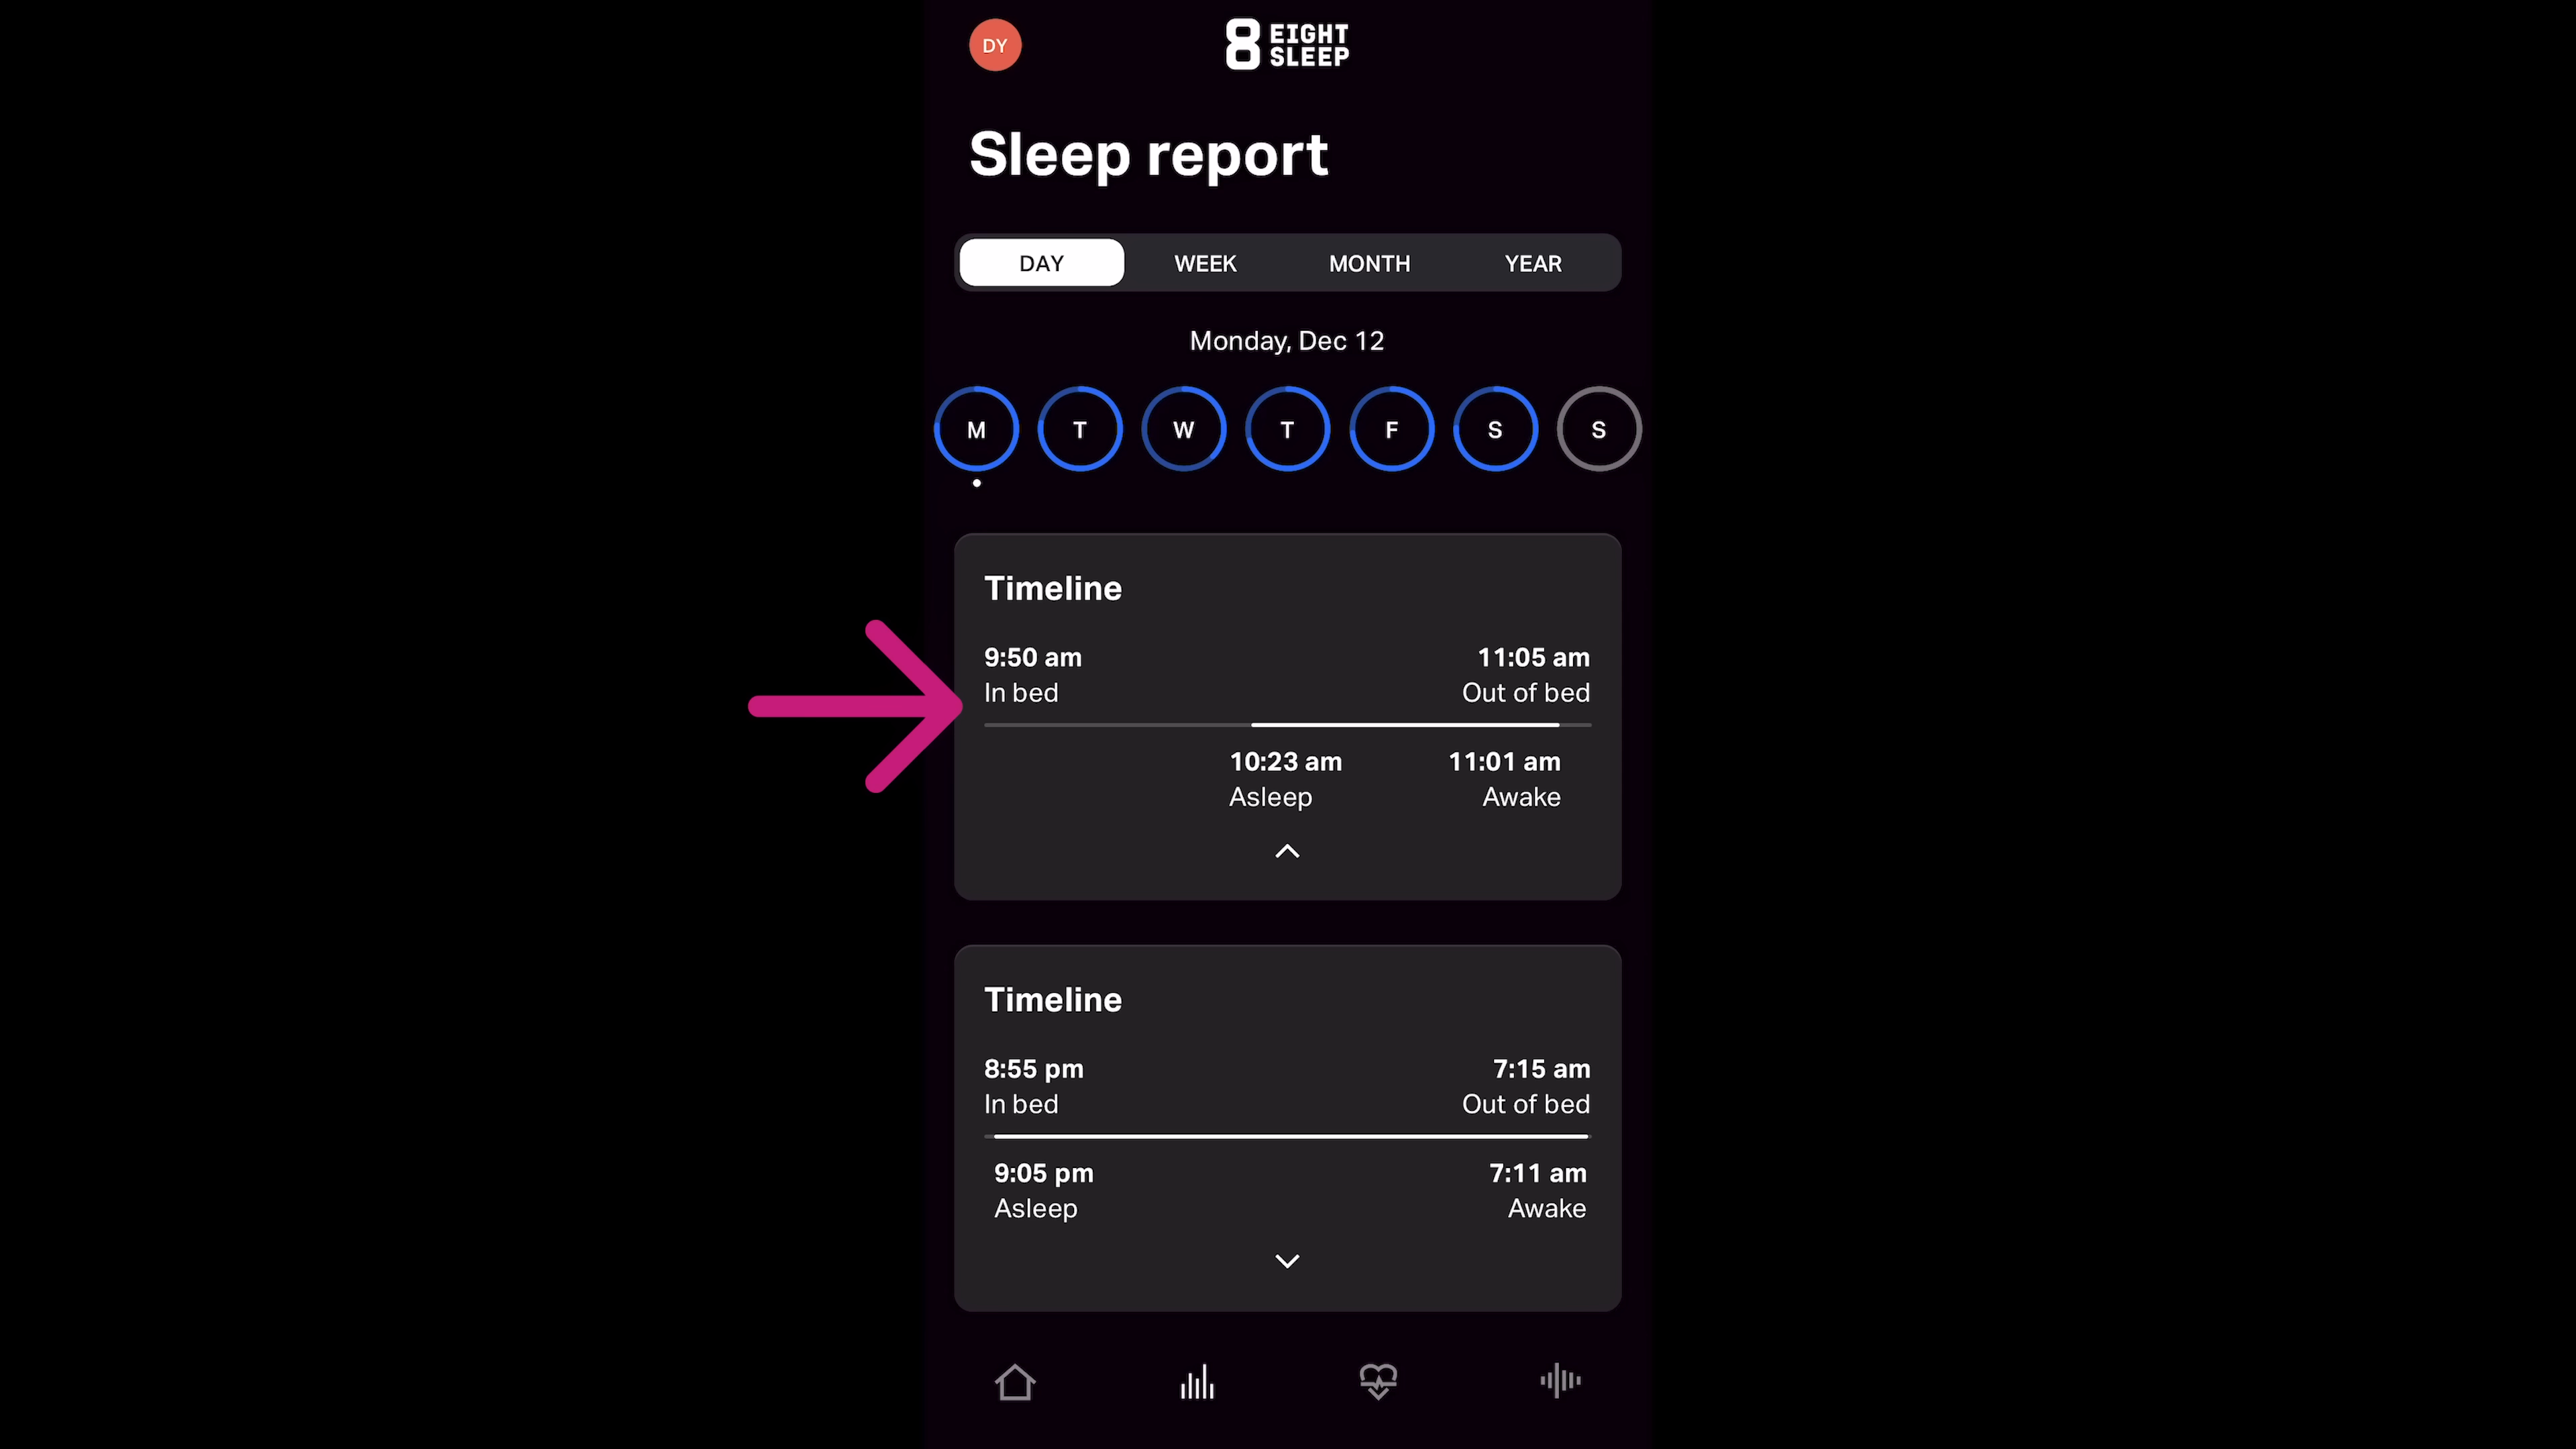 DY
8 EIGHT
SLEEP
Sleep report
DAY WEEK MONTH YEAR
Monday, Dec 12
M T W T F S S
Timeline
9:50 am 11:05 am
In bed Out of bed
10:23 am 11:01 am
Asleep Awake
Timeline
8:55 pm 7:15 am
In bed Out of bed
9:05 pm 7:11 am
Asleep Awake